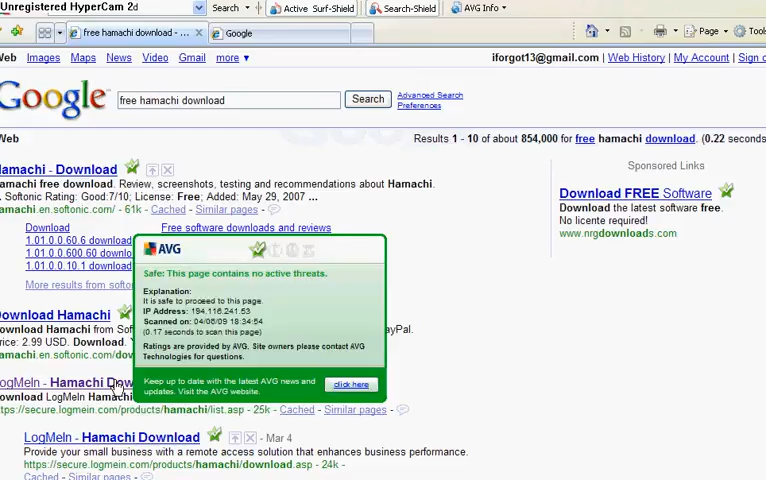 Unregistered HyperCam 2
Search
Active Surf-Shield
Search-Shield
AVG Info
free hamachi download - ...
Google
Page
Tools
Web Images Maps News Video Gmail more ▼
iforgot13@gmail.com | Web History | My Account | Sign o
Google
free hamachi download
Search
Advanced Search
Preferences
Web
Results 1 - 10 of about 854,000 for free hamachi download. (0.22 seconds
amachi - Download
amachi free download. Review, screenshots, testing and recommendations about Hamachi.
. Softonic Rating: Good:7/10; License: Free; Added: May 29, 2007 ...
amachi.en.softonic.com/ - 61k - Cached - Similar pages -
Download
Free software downloads and reviews
1.01.0.0.60.6 download
1.01.0.0.600 60 downloa
1.01.0.0.10.1 download
More results from softo
Sponsored Links
Download FREE Software
Download the latest software free.
No licente required!
www.nrgdownloads.com
AVG
Safe: This page contains no active threats.
Explanation:
It is safe to proceed to this page.
IP Address: 194.116.241.53
Scanned on: 04/06/09 18:34:54
(0.17 seconds to scan this page)
Ratings are provided by AVG. Site owners please contact AVG
Technologies for questions.
Keep up to date with the latest AVG news and
updates. Visit the AVG website.
click here
ownload Hamachi
ownload Hamachi from Sof
ayPal.
rice: 2.99 USD. Download.
amachi.en.softonic.com/dow
ogMeIn - Hamachi Dow
ownload LogMeIn Hamachi
ttps://secure.logmein.com/products/hamachi/list.asp - 25k - Cached - Similar pages -
LogMeIn - Hamachi Download - Mar 4
Provide your small business with a remote access solution that enhances business performance.
https://secure.logmein.com/products/hamachi/download.asp - 24k -
Cached - Similar pages -